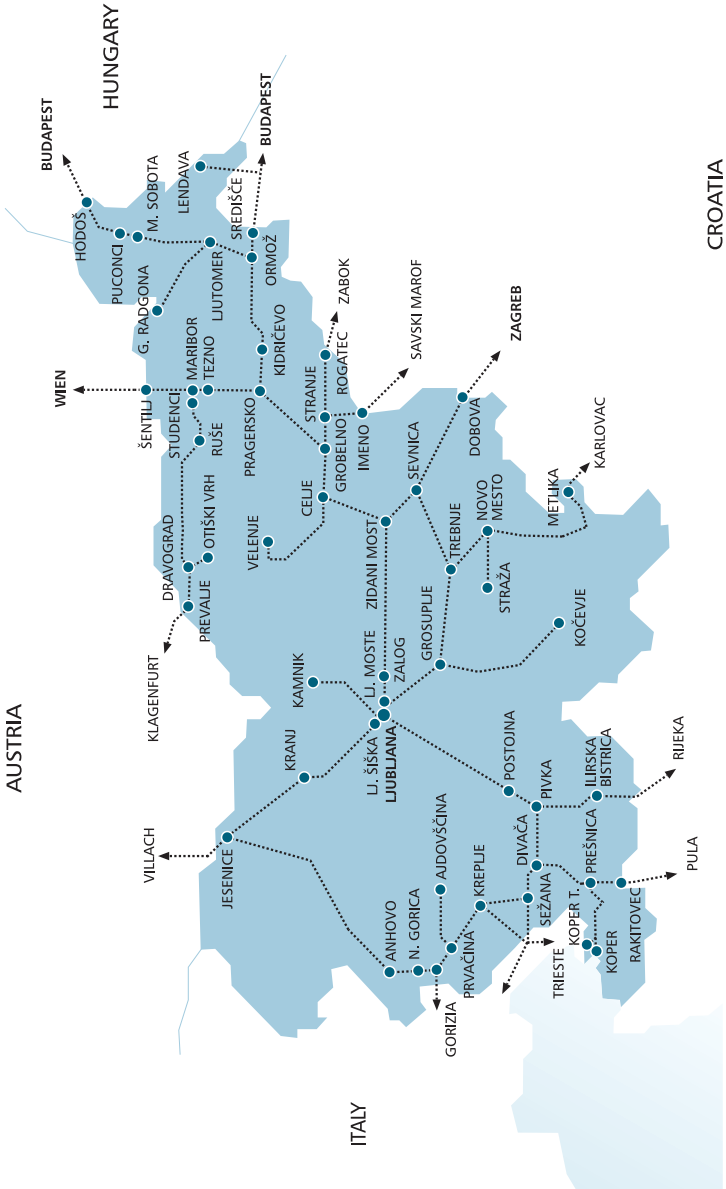 AUSTRIA
HUNGARY
ITALY
CROATIA
VILLACH
KLAGENFURT
WIEN
BUDAPEST
BUDAPEST
HODOŠ
PUCONCI
M. SOBOTA
LENDAVA
G. RADGONA
LJUTOMER
SREDIŠČE
ORMOŽ
ŠENTILJ
STUDENCI
MARIBOR
TEZNO
RUŠE
DRAVOGRAD
OTIŠKI VRH
PREVALJE
PRAGERSKO
KIDRIČEVO
VELENJE
CELJE
GROBELNO
STRANJE
ROGATEC
ZABOK
IMENO
SAVSKI MAROF
ZIDANI MOST
SEVNICA
DOBOVA
ZAGREB
KAMNIK
KRANJ
JESENICE
LJ. ŠIŠKA
LJUBLJANA
LJ. MOSTE
ZALOG
GROSUPLJE
TREBNJE
NOVO
MESTO
STRAŽA
METLIKA
KARLOVAC
KOČEVJE
ANHOVO
N. GORICA
GORIZIA
AJDOVŠČINA
PRVAČINA
KREPLJE
POSTOJNA
PIVKA
DIVAČA
SEŽANA
TRIESTE
ILIRSKA
BISTRICA
RIJEKA
PREŠNICA
KOPER T.
KOPER
RAKITOVEC
PULA